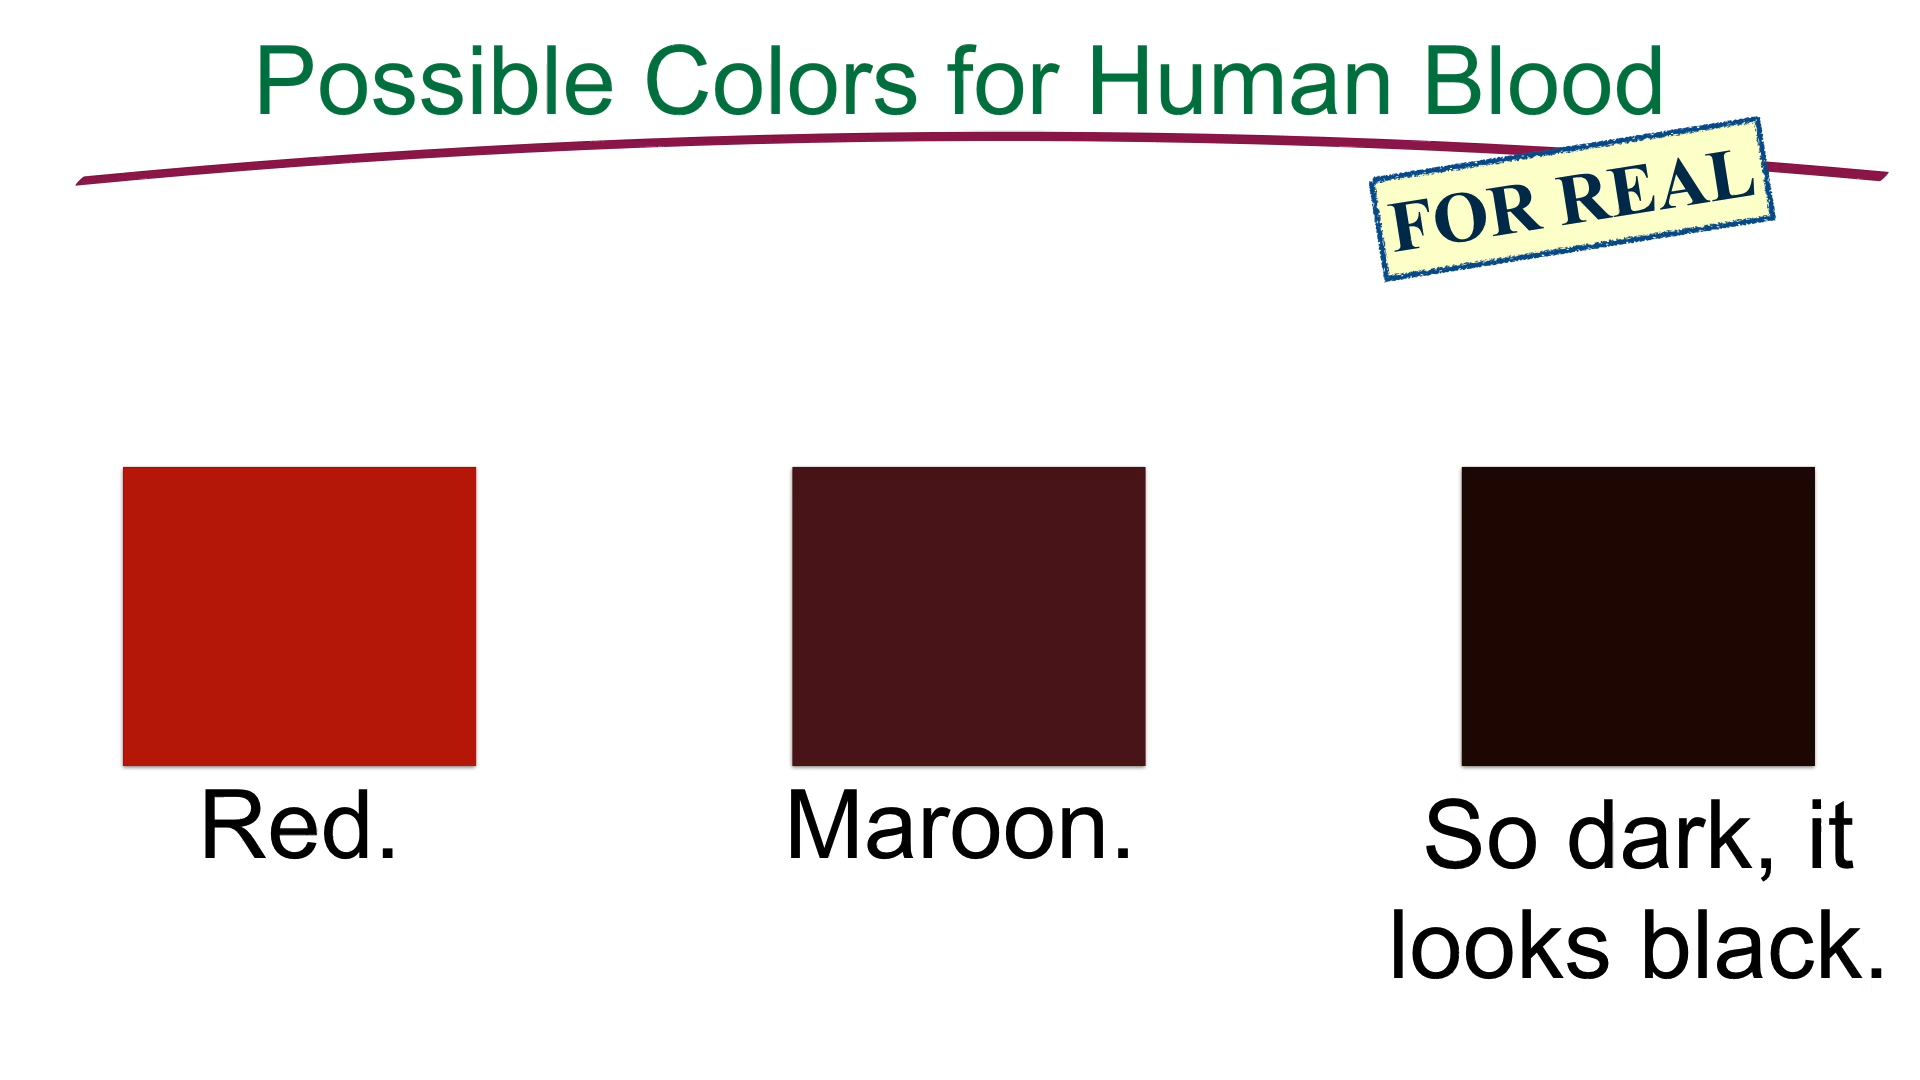 Possible Colors for Human Blood
FOR REAL
Red.
Maroon.
So dark, it
looks black.